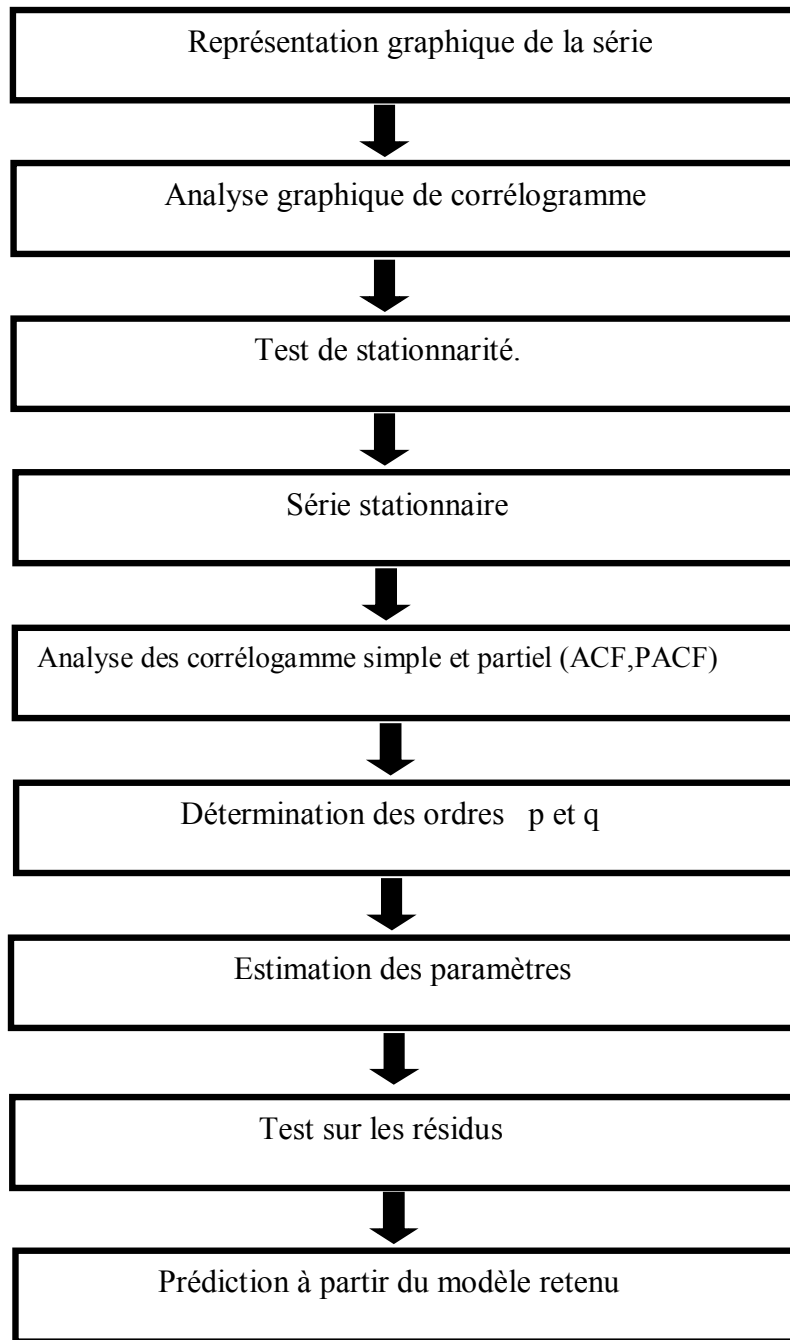 Représentation graphique de la série
Analyse graphique de corrélogramme
Test de stationnarité.
Série stationnaire
Analyse des corrélogamme simple et partiel (ACF,PACF)
Détermination des ordres p et q
Estimation des paramètres
Test sur les résidus
Prédiction à partir du modèle retenu